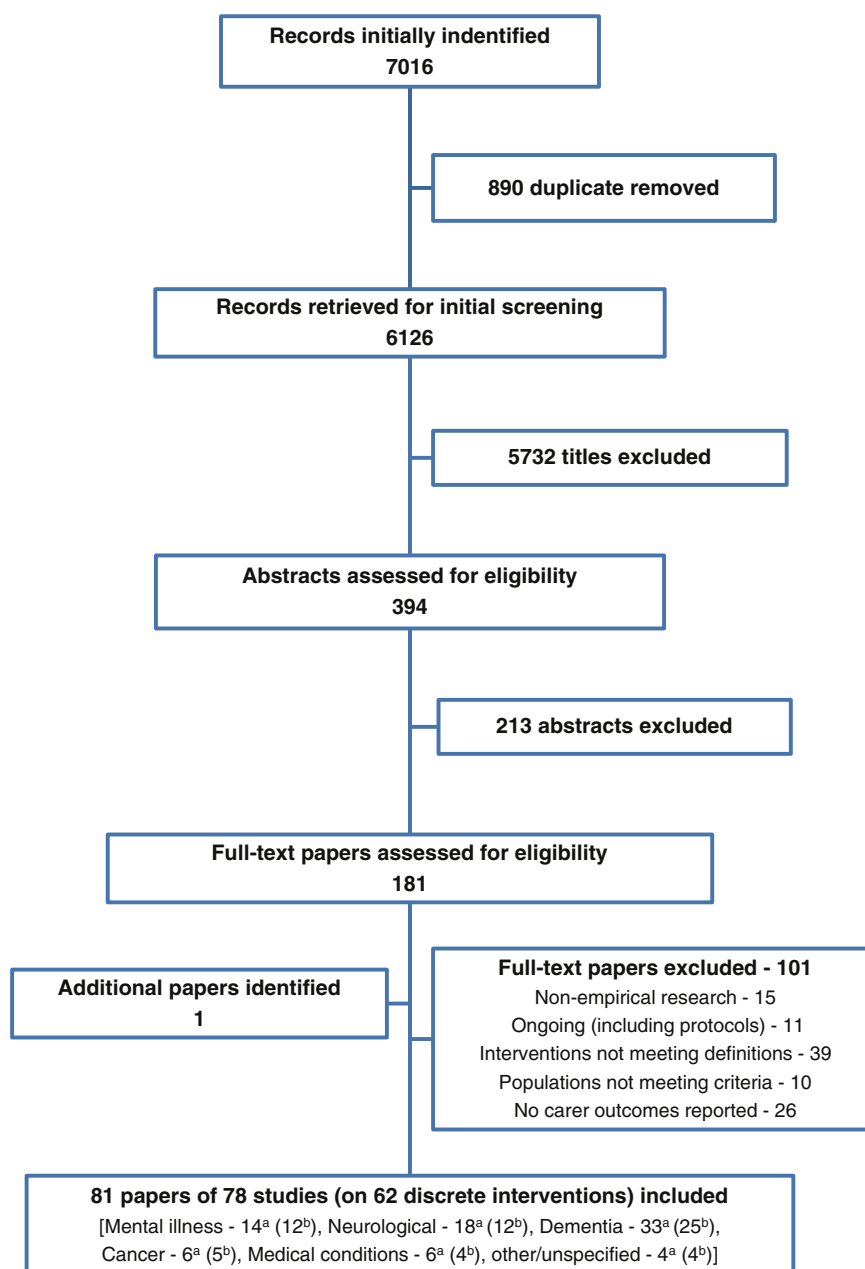 Records initially indentified
7016
890 duplicate removed
Records retrieved for initial screening
6126
5732 titles excluded
Abstracts assessed for eligibility
394
213 abstracts excluded
Full-text papers assessed for eligibility
181
Additional papers identified
1
Full-text papers excluded - 101
Non-empirical research - 15
Ongoing (including protocols) - 11
Interventions not meeting definitions - 39
Populations not meeting criteria - 10
No carer outcomes reported - 26
81 papers of 78 studies (on 62 discrete interventions) included
[Mental illness - 14ᵃ (12ᵇ), Neurological - 18ᵃ (12ᵇ), Dementia - 33ᵃ (25ᵇ),
Cancer - 6ᵃ (5ᵇ), Medical conditions - 6ᵃ (4ᵇ), other/unspecified - 4ᵃ (4ᵇ)]